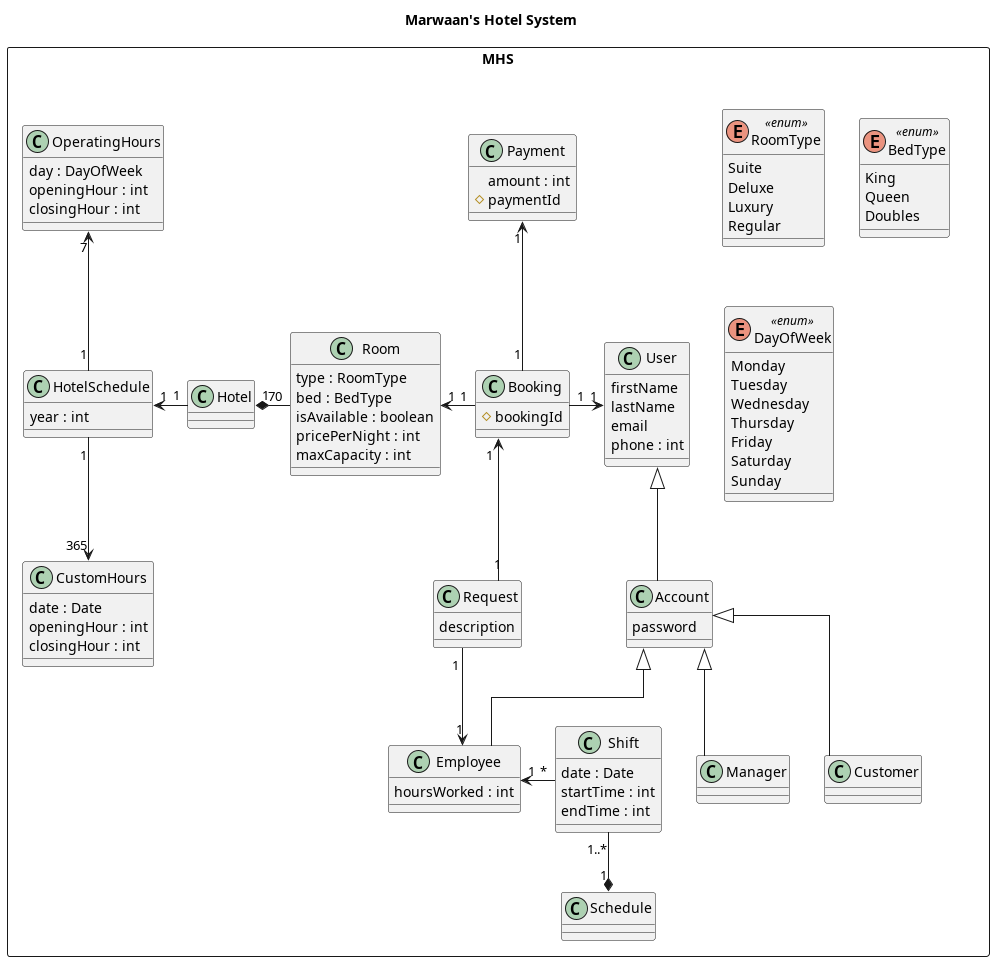 Marwaan's Hotel System
MHS
C OperatingHours
day : DayOfWeek
openingHour : int
closingHour : int
C Payment
amount : int
paymentId
«enum»
E RoomType
Suite
Deluxe
Luxury
Regular
«enum»
E BedType
King
Queen
Doubles
7
1
1
1
C HotelSchedule
year : int
1
1
C Hotel
1
70
C Room
type : RoomType
bed : BedType
isAvailable : boolean
pricePerNight : int
maxCapacity : int
1
1
C Booking
bookingId
1
1
C User
firstName
lastName
email
phone : int
«enum»
E DayOfWeek
Monday
Tuesday
Wednesday
Thursday
Friday
Saturday
Sunday
1
365
1
1
C CustomHours
date : Date
openingHour : int
closingHour : int
C Request
description
C Account
password
1
1
C Employee
hoursWorked : int
1
*
C Shift
date : Date
startTime : int
endTime : int
C Manager
C Customer
1..*
1
C Schedule